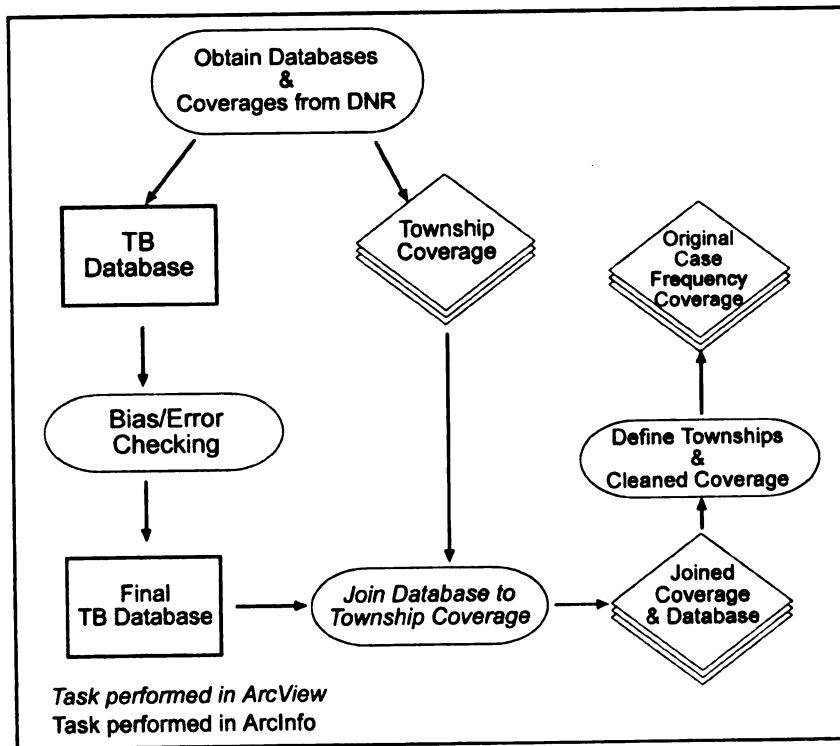 Obtain Databases
&
Coverages from DNR
TB
Database
Township
Coverage
Original
Case
Frequency
Coverage
Bias/Error
Checking
Define Townships
&
Cleaned Coverage
Final
TB Database
Join Database to
Township Coverage
Joined
Coverage
& Database
Task performed in ArcView
Task performed in ArcInfo